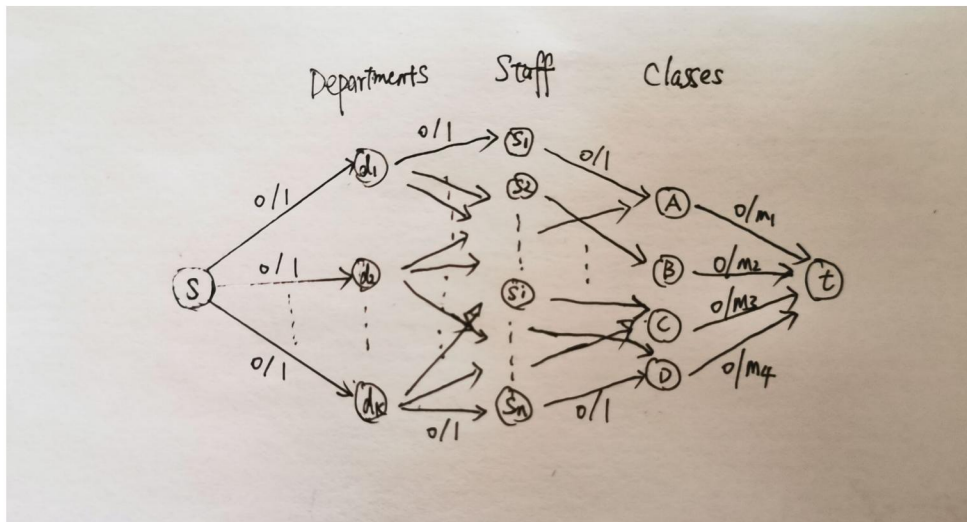 Departments Staff Classes
0/1 S1
d1 0/1
0/1 S2 A 0/m1
0/1 d2 B 0/m2 t
S Si C 0/m3
0/1 D 0/m4
dk 0/1 Sn 0/1